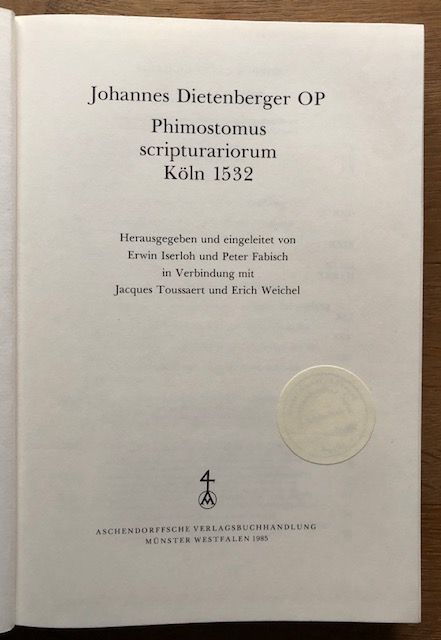 Johannes Dietenberger OP
Phimostomus
scripturariorum
Köln 1532
Herausgegeben und eingeleitet von
Erwin Iserloh und Peter Fabisch
in Verbindung mit
Jacques Toussaert und Erich Weichel
ASCHENDORFFSCHE VERLAGSBUCHHANDLUNG
MÜNSTER WESTFALEN 1985